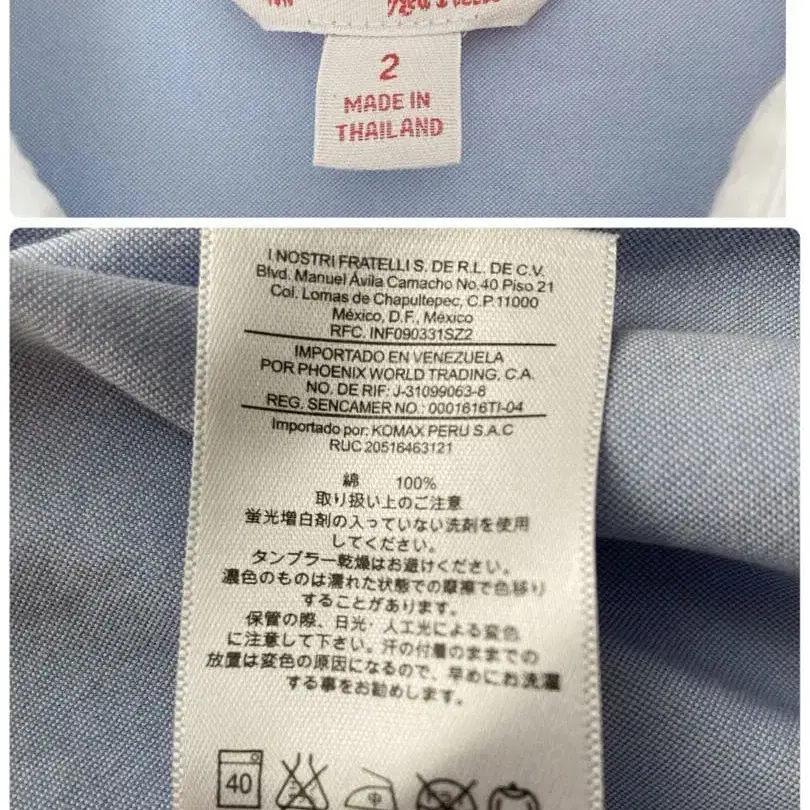 2
MADE IN
THAILAND
I NOSTRI FRATELLI S. DE R.L. DE C.V.
Blvd. Manuel Ávila Camacho No.40 Piso 21
Col. Lomas de Chapultepec, C.P.11000
México, D.F., México
RFC. INF090331SZ2
IMPORTADO EN VENEZUELA
POR PHOENIX WORLD TRADING, C.A.
NO. DE RIF: J-31099063-8
REG. SENCAMER NO.: 0001616TI-04
Importado por: KOMAX PERU S.A.C
RUC 20516463121
綿 100%
取り扱い上のご注意
蛍光増白剤の入っていない洗剤を使用
してください。
タンブラー乾燥はお避けください。
濃色のものは濡れた状態での摩擦で色移り
することがあります。
保管の際、日光・人工光による変色
に注意して下さい。汗の付着のままでの
放置は変色の原因になるので、早めにお洗濯
する事をお勧めします。
40
中